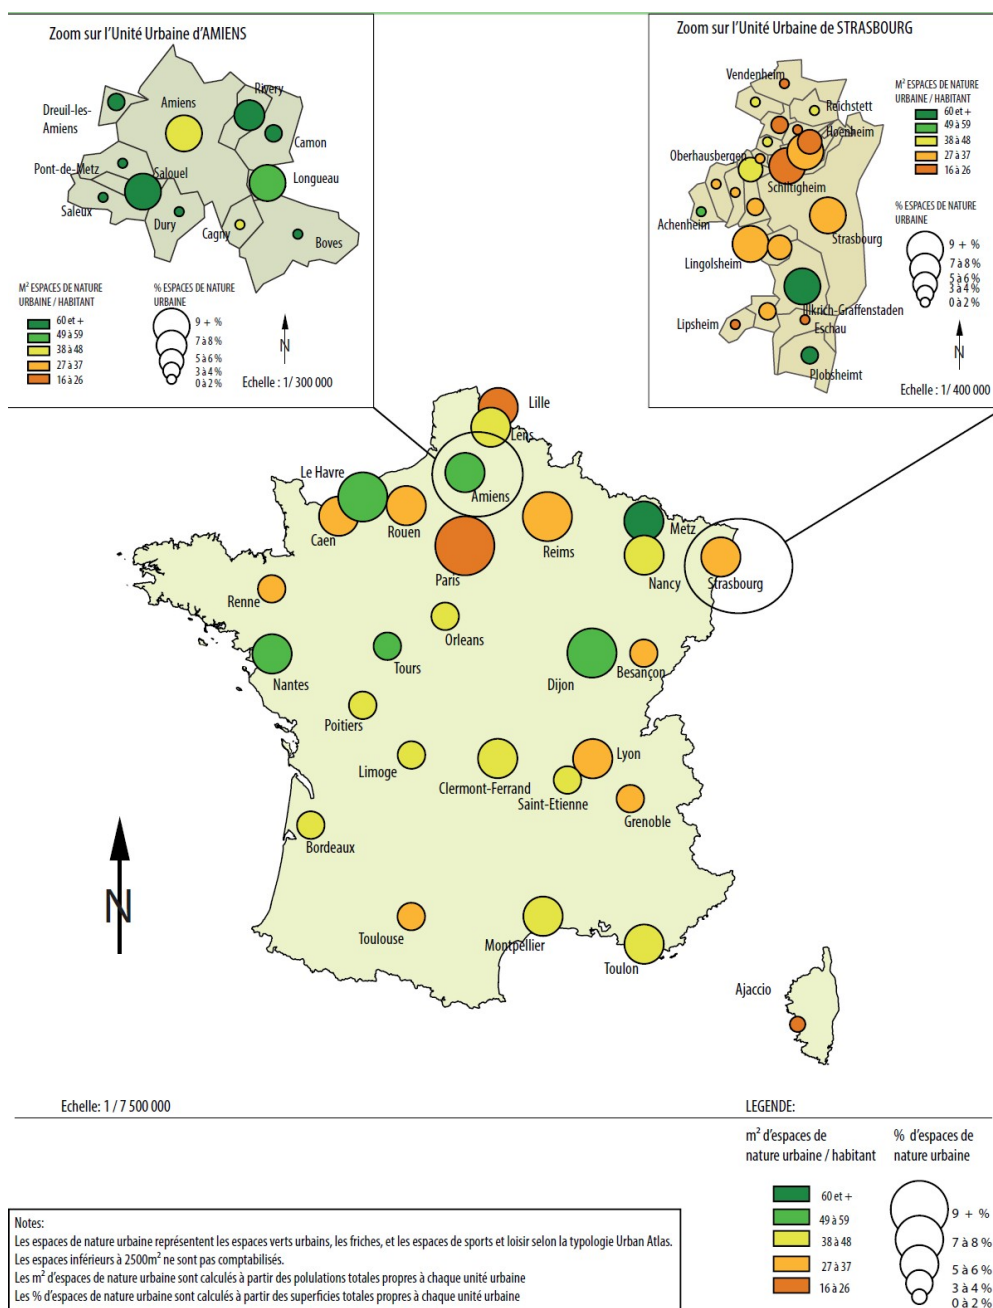 Zoom sur l'Unité Urbaine d'AMIENS
Dreuil-les-
Amiens
Amiens
Rivery
Camon
Pont-de-Metz
Salouel
Longueau
Saleux
Dury
Cagny
Boves
M² ESPACES DE NATURE
URBAINE / HABITANT
60 et +
49 à 59
38 à 48
27 à 37
16 à 26
% ESPACES DE NATURE
URBAINE
9 + %
7 à 8 %
5 à 6 %
3 à 4 %
0 à 2 %
N
Echelle : 1/ 300 000
Zoom sur l'Unité Urbaine de STRASBOURG
Vendenheim
Reichstett
Hoenheim
Oberhausbergen
Schiltigheim
Achenheim
Strasbourg
Lingolsheim
Illkrich-Graffenstaden
Lipsheim
Eschau
Plobsheimt
M² ESPACES DE NATURE
URBAINE / HABITANT
60 et +
49 à 59
38 à 48
27 à 37
16 à 26
% ESPACES DE NATURE
URBAINE
9 + %
7 à 8 %
5 à 6 %
3 à 4 %
0 à 2 %
N
Echelle : 1/ 400 000
Lille
Lens
Le Havre
Amiens
Caen
Rouen
Reims
Metz
Paris
Nancy
Strasbourg
Renne
Orleans
Nantes
Tours
Dijon
Besançon
Poitiers
Limoge
Clermont-Ferrand
Lyon
Saint-Etienne
Grenoble
Bordeaux
N
Toulouse
Montpellier
Toulon
Ajaccio
Echelle: 1 / 7 500 000
LEGENDE:
m² d'espaces de
nature urbaine / habitant
60 et +
49 à 59
38 à 48
27 à 37
16 à 26
% d'espaces de
nature urbaine
9 + %
7 à 8 %
5 à 6 %
3 à 4 %
0 à 2 %
Notes:
Les espaces de nature urbaine représentent les espaces verts urbains, les friches, et les espaces de sports et loisir selon la typologie Urban Atlas.
Les espaces inférieurs à 2500m² ne sont pas comptabilisés.
Les m² d'espaces de nature urbaine sont calculés à partir des polulations totales propres à chaque unité urbaine
Les % d'espaces de nature urbaine sont calculés à partir des superficies totales propres à chaque unité urbaine